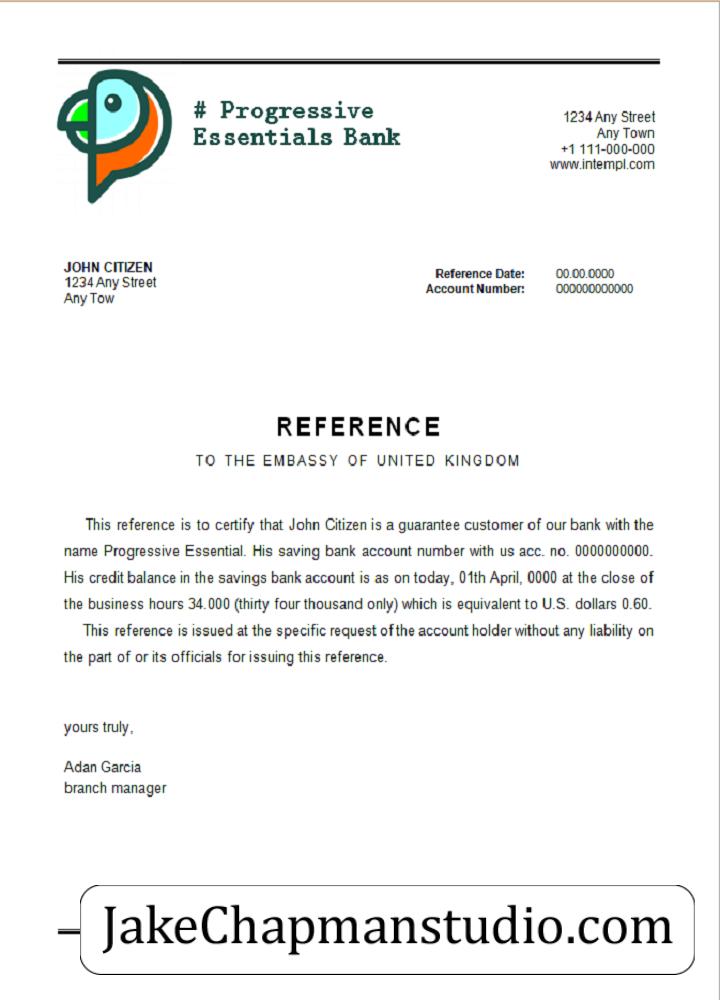 # Progressive
Essentials Bank
1234 Any Street
Any Town
+1 111-000-000
www.intempl.com
JOHN CITIZEN
1234 Any Street
Any Tow
Reference Date: 00.00.0000
Account Number: 000000000000
REFERENCE
TO THE EMBASSY OF UNITED KINGDOM
This reference is to certify that John Citizen is a guarantee customer of our bank with the
name Progressive Essential. His saving bank account number with us acc. no. 0000000000.
His credit balance in the savings bank account is as on today, 01th April, 0000 at the close of
the business hours 34.000 (thirty four thousand only) which is equivalent to U.S. dollars 0.60.
This reference is issued at the specific request of the account holder without any liability on
the part of or its officials for issuing this reference.
yours truly,
Adan Garcia
branch manager
JakeChapmanstudio.com